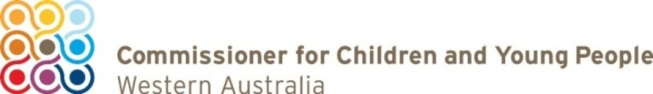 Commissioner for Children and Young People
Western Australia